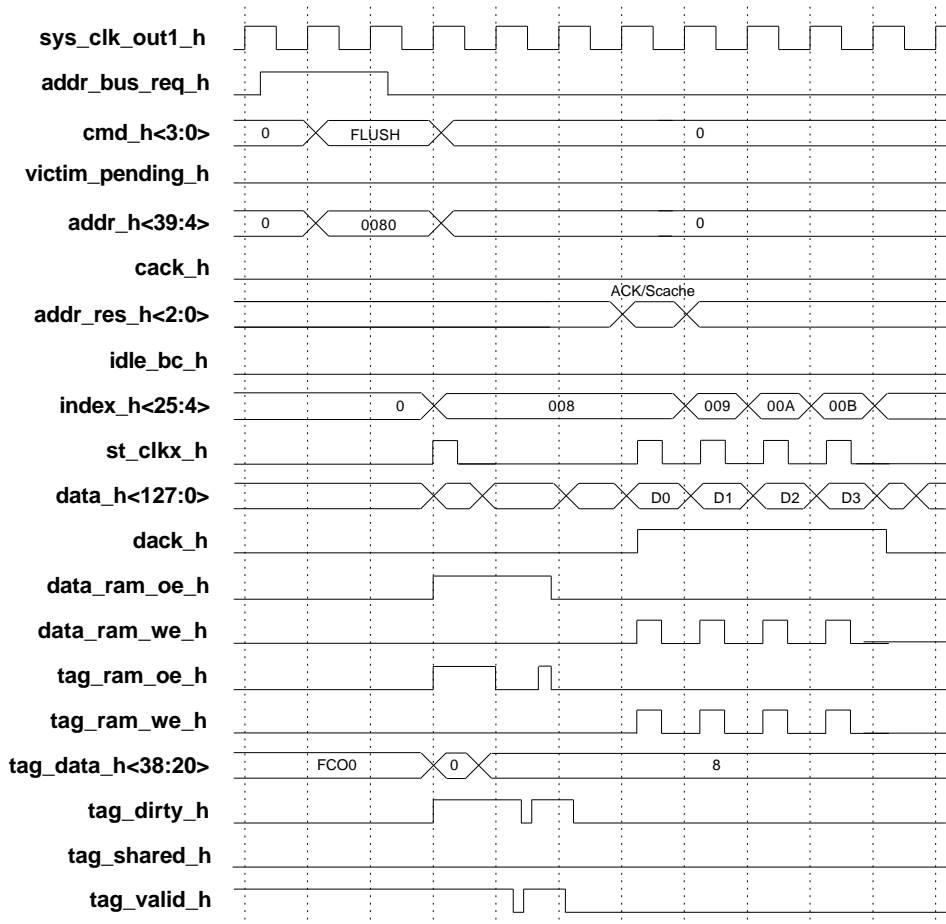 sys_clk_out1_h
addr_bus_req_h
cmd_h<3:0> 0 FLUSH 0
victim_pending_h
addr_h<39:4> 0 0080 0
cack_h
ACK/Scache
addr_res_h<2:0>
idle_bc_h
index_h<25:4> 0 008 009 00A 00B
st_clkx_h
data_h<127:0> D0 D1 D2 D3
dack_h
data_ram_oe_h
data_ram_we_h
tag_ram_oe_h
tag_ram_we_h
tag_data_h<38:20> FCO0 0 8
tag_dirty_h
tag_shared_h
tag_valid_h